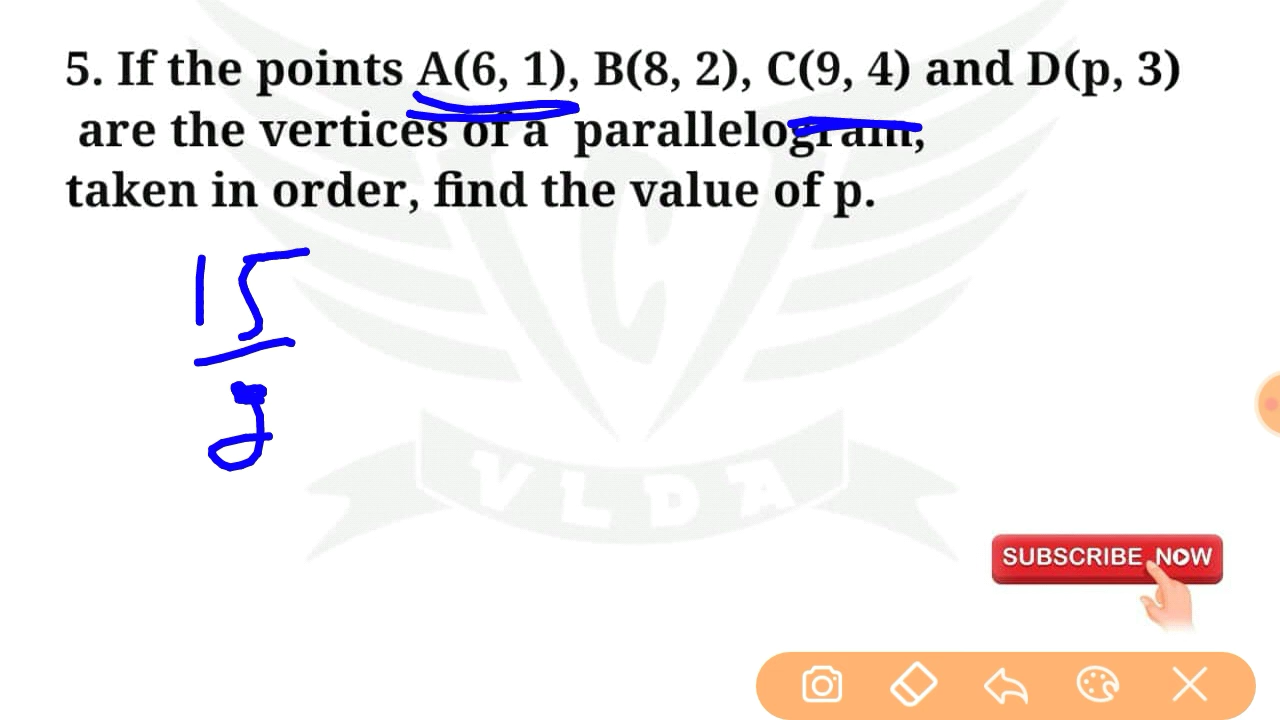 5. If the points A(6, 1), B(8, 2), C(9, 4) and D(p, 3)
are the vertices of a parallelogram,
taken in order, find the value of p.
15
2
VLDA
SUBSCRIBE NOW